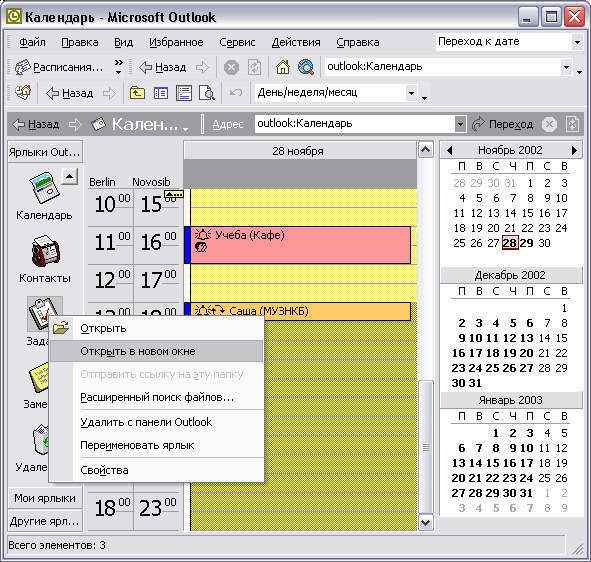 Календарь - Microsoft Outlook
Файл Правка Вид Избранное Сервис Действия Справка Переход к дате
Расписания... » Назад outlook:Календарь
Назад День/неделя/месяц
Назад Кален... Адрес outlook:Календарь Переход
Ярлыки Out...
Календарь
Контакты
Зада
Заме
Удале
Мои ярлыки
Другие ярл...
28 ноября
Berlin Novosib
10 00 15 00
11 00 16 00
12 00 17 00
18 00 23 00
Учеба (Кафе)
Саша (МУЗНКБ)
Открыть
Открыть в новом окне
Отправить ссылку на эту папку
Расширенный поиск файлов...
Удалить с панели Outlook
Переименовать ярлык
Свойства
Ноябрь 2002
П В С Ч П С В
28 29 30 31 1 2 3
4 5 6 7 8 9 10
11 12 13 14 15 16 17
18 19 20 21 22 23 24
25 26 27 28 29 30
Декабрь 2002
П В С Ч П С В
1
2 3 4 5 6 7 8
9 10 11 12 13 14 15
16 17 18 19 20 21 22
23 24 25 26 27 28 29
30 31
Январь 2003
П В С Ч П С В
1 2 3 4 5
6 7 8 9 10 11 12
13 14 15 16 17 18 19
20 21 22 23 24 25 26
27 28 29 30 31 1 2
3 4 5 6 7 8 9
Всего элементов: 3